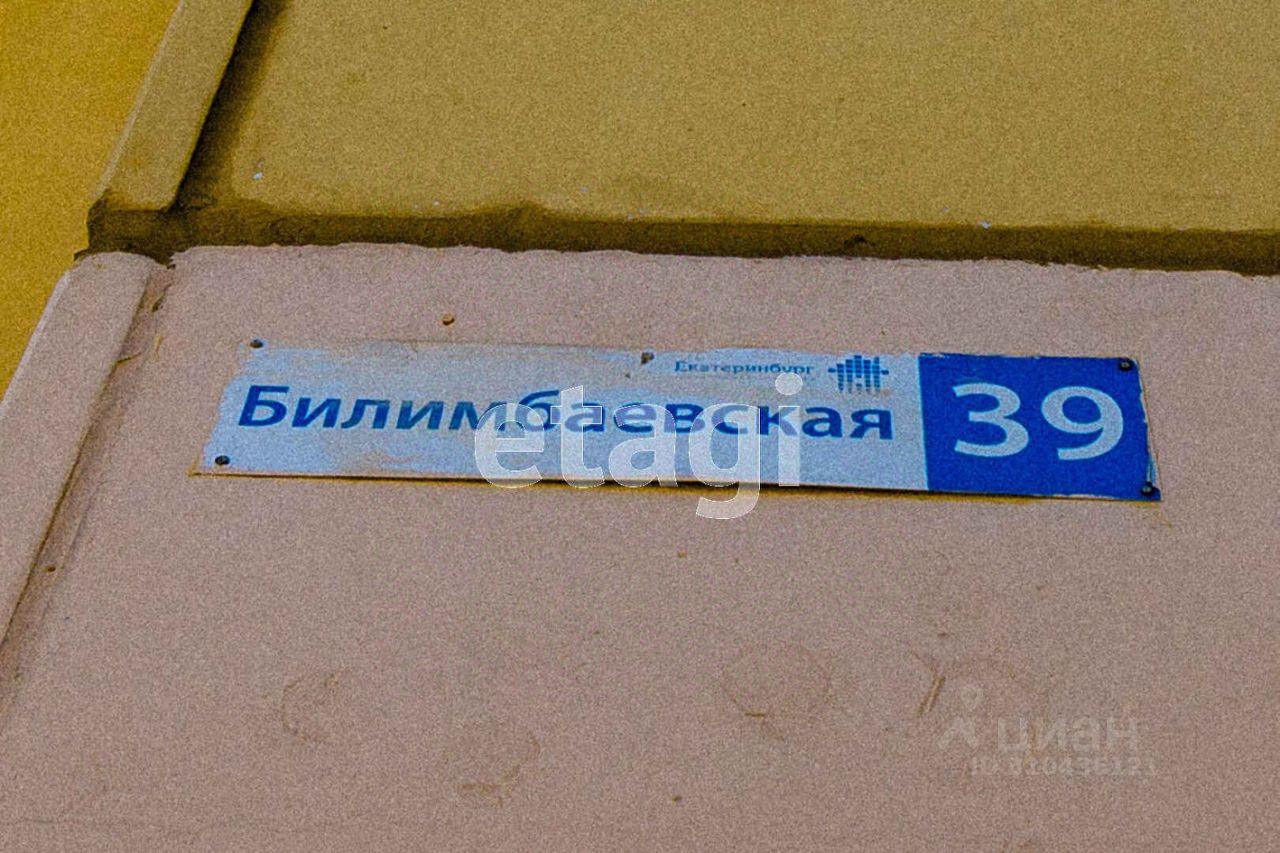 Екатеринбург
Билимбаевская 39
etagi
циан